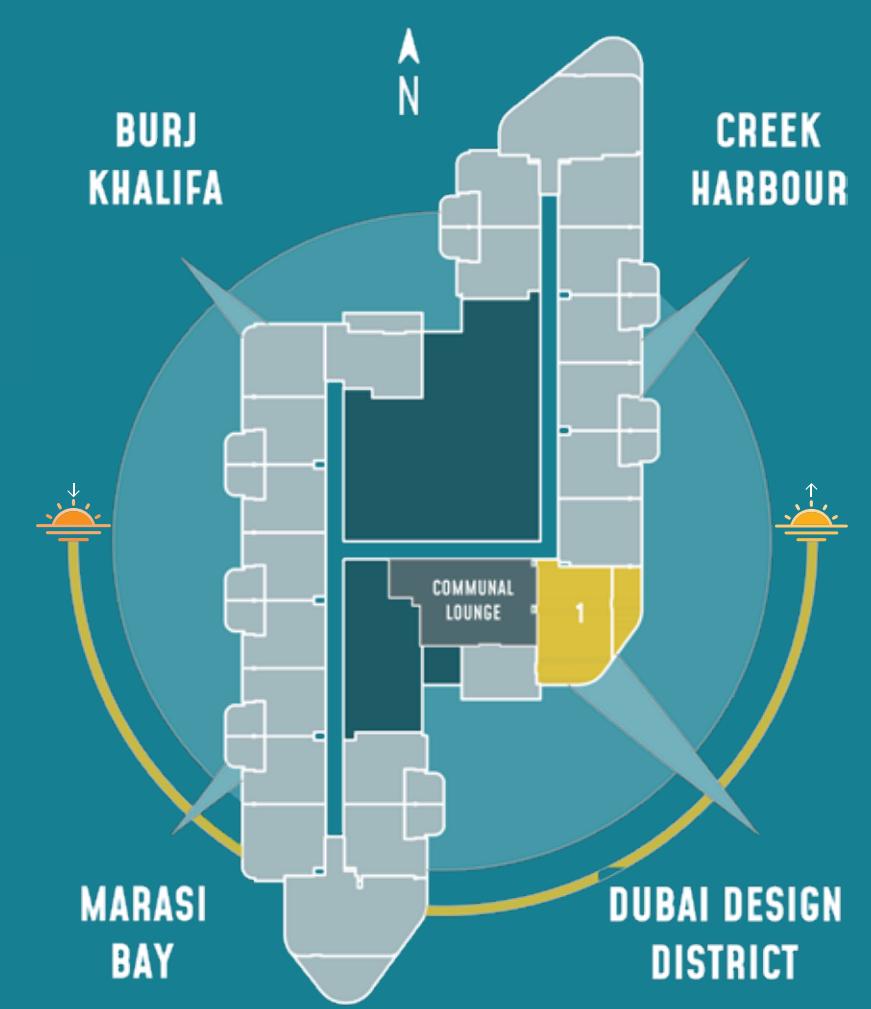 N
BURJ
KHALIFA
CREEK
HARBOUR
COMMUNAL
LOUNGE
1
MARASI
BAY
DUBAI DESIGN
DISTRICT